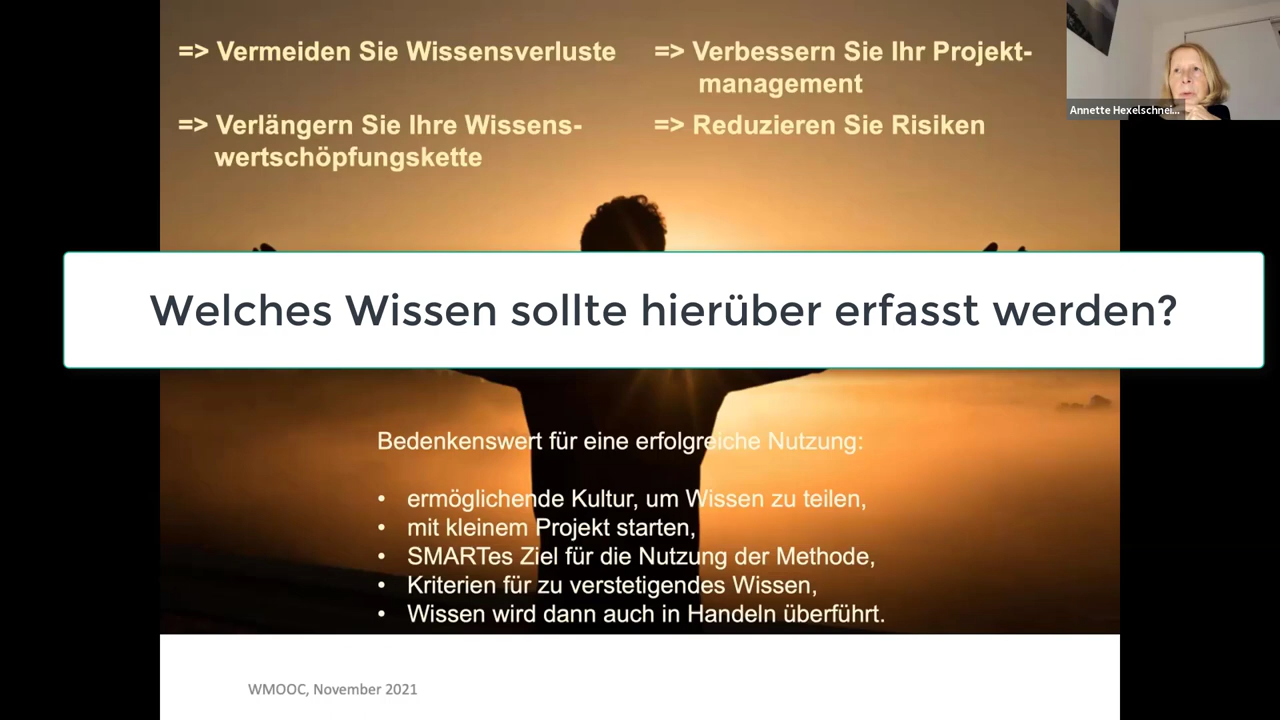 => Vermeiden Sie Wissensverluste
=> Verlängern Sie Ihre Wissens-
wertschöpfungskette
=> Verbessern Sie Ihr Projekt-
management
=> Reduzieren Sie Risiken
Annette Hexelschnei...
Welches Wissen sollte hierüber erfasst werden?
Bedenkenswert für eine erfolgreiche Nutzung:
• ermöglichende Kultur, um Wissen zu teilen,
• mit kleinem Projekt starten,
• SMARTes Ziel für die Nutzung der Methode,
• Kriterien für zu verstetigendes Wissen,
• Wissen wird dann auch in Handeln überführt.
WMOOC, November 2021